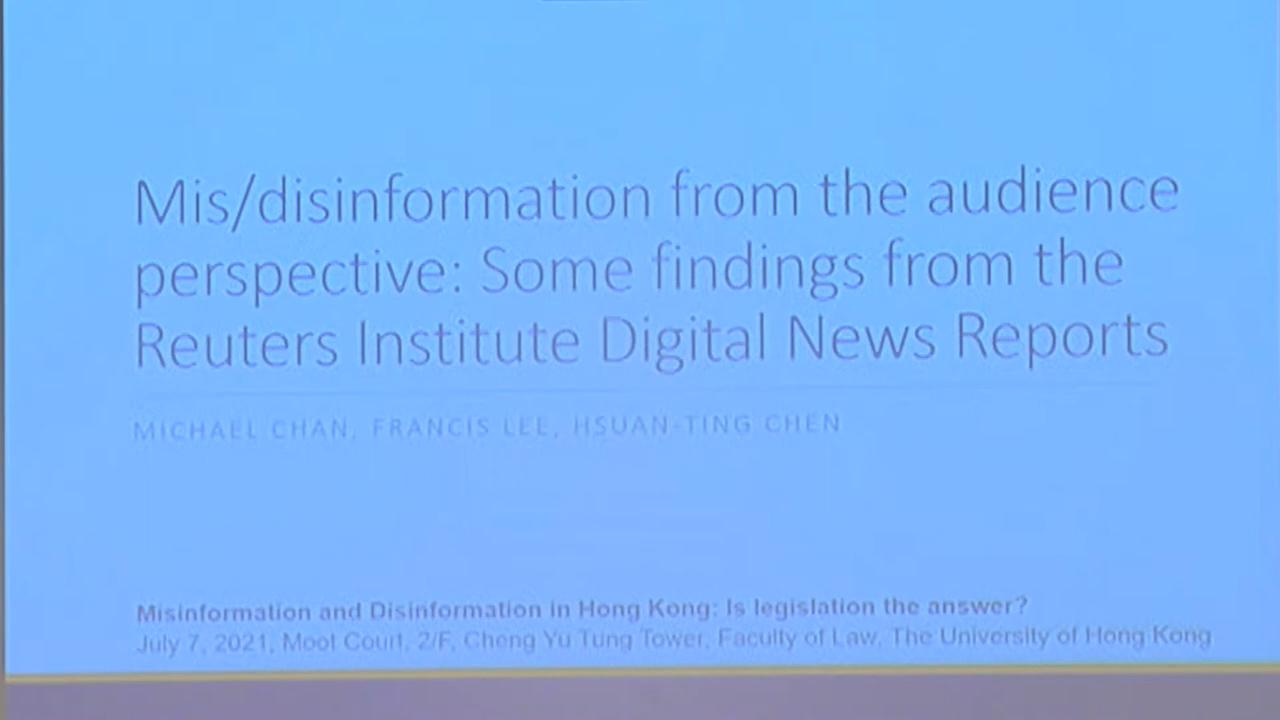 Mis/disinformation from the audience
perspective: Some findings from the
Reuters Institute Digital News Reports
MICHAEL CHAN, FRANCIS LEE, HSUAN-TING CHEN
Misinformation and Disinformation in Hong Kong: Is legislation the answer?
July 7, 2021, Moot Court, 2/F, Cheng Yu Tung Tower, Faculty of Law, The University of Hong Kong